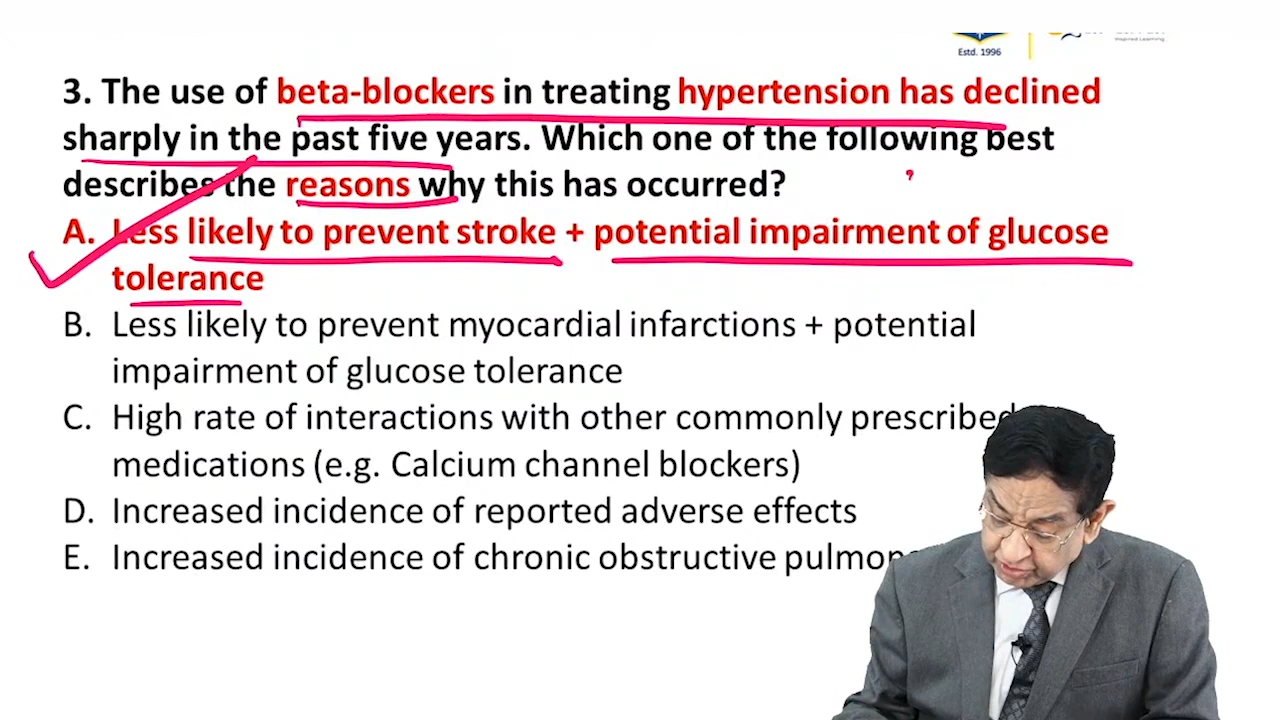 Estd. 1996
Inspired Learning
3. The use of beta-blockers in treating hypertension has declined
sharply in the past five years. Which one of the following best
describes the reasons why this has occurred?
A. Less likely to prevent stroke + potential impairment of glucose
tolerance
B. Less likely to prevent myocardial infarctions + potential
impairment of glucose tolerance
C. High rate of interactions with other commonly prescribed
medications (e.g. Calcium channel blockers)
D. Increased incidence of reported adverse effects
E. Increased incidence of chronic obstructive